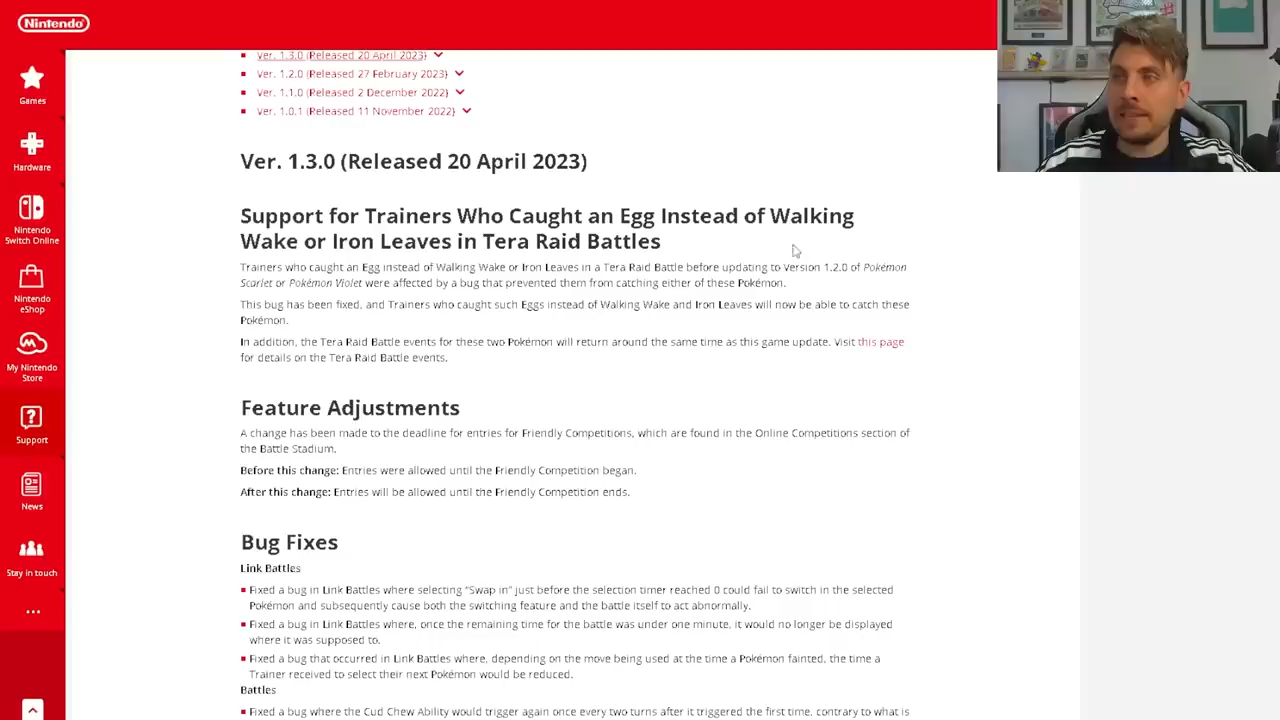 Nintendo
Games
Hardware
Nintendo
Switch Online
Nintendo
eShop
My Nintendo
Store
Support
News
Stay in touch
Ver. 1.3.0 (Released 20 April 2023)
Ver. 1.2.0 (Released 27 February 2023)
Ver. 1.1.0 (Released 2 December 2022)
Ver. 1.0.1 (Released 11 November 2022)
Ver. 1.3.0 (Released 20 April 2023)
Support for Trainers Who Caught an Egg Instead of Walking
Wake or Iron Leaves in Tera Raid Battles
Trainers who caught an Egg instead of Walking Wake or Iron Leaves in a Tera Raid Battle before updating to Version 1.2.0 of Pokémon
Scarlet or Pokémon Violet were affected by a bug that prevented them from catching either of these Pokémon.
This bug has been fixed, and Trainers who caught such Eggs instead of Walking Wake and Iron Leaves will now be able to catch these
Pokémon.
In addition, the Tera Raid Battle events for these two Pokémon will return around the same time as this game update. Visit this page
for details on the Tera Raid Battle events.
Feature Adjustments
A change has been made to the deadline for entries for Friendly Competitions, which are found in the Online Competitions section of
the Battle Stadium.
Before this change: Entries were allowed until the Friendly Competition began.
After this change: Entries will be allowed until the Friendly Competition ends.
Bug Fixes
Link Battles
Fixed a bug in Link Battles where selecting “Swap in” just before the selection timer reached 0 could fail to switch in the selected
Pokémon and subsequently cause both the switching feature and the battle itself to act abnormally.
Fixed a bug in Link Battles where, once the remaining time for the battle was under one minute, it would no longer be displayed
where it was supposed to.
Fixed a bug that occurred in Link Battles where, depending on the move being used at the time a Pokémon fainted, the time a
Trainer received to select their next Pokémon would be reduced.
Battles
Fixed a bug where the Cud Chew Ability would trigger again once every two turns after it triggered the first time, contrary to what is